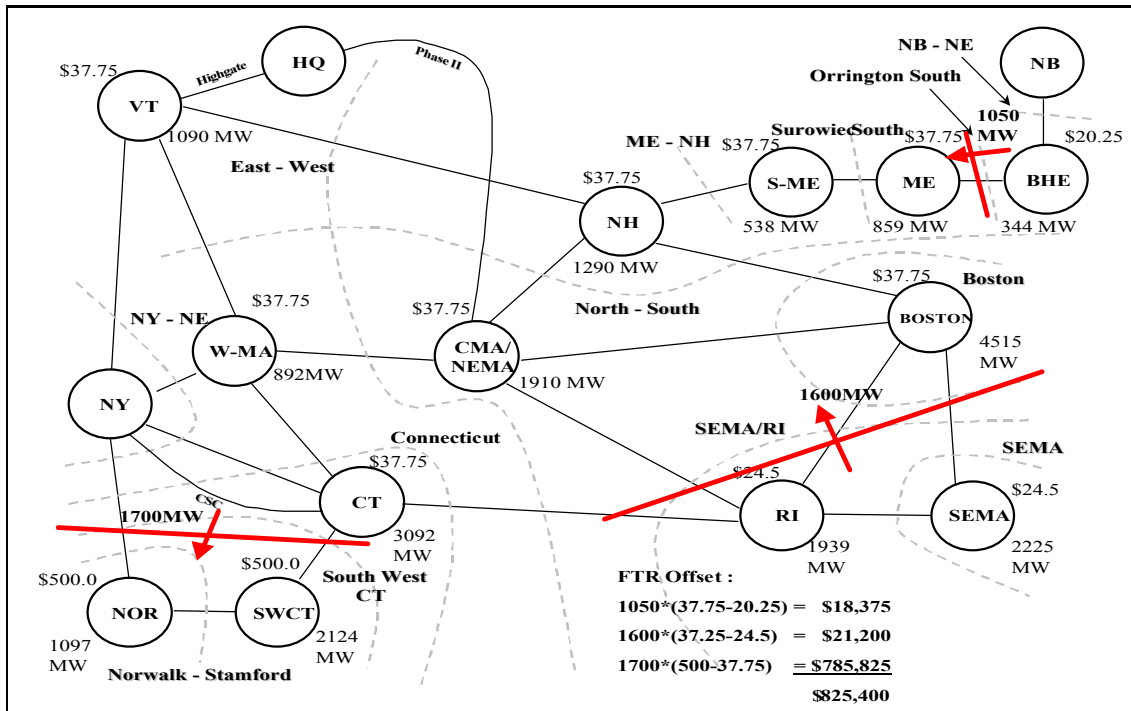 NB - NE
HQ
Phase II
Highgate
NB
$37.75
Orrington South
VT
1050
MW
1090 MW
ME - NH
Surowiec South
$20.25
East - West
$37.75
$37.75
$37.75
S-ME
ME
BHE
NH
538 MW
859 MW
344 MW
1290 MW
$37.75
Boston
$37.75
$37.75
North - South
NY - NE
BOSTON
W-MA
CMA/
NEMA
4515
MW
892MW
1910 MW
NY
1600MW
SEMA/RI
SEMA
Connecticut
$37.75
$24.5
$24.5
CSC
CT
1700MW
RI
SEMA
3092
MW
1939
MW
2225
MW
$500.0
$500.0
South West
CT
FTR Offset :
NOR
SWCT
1050*(37.75-20.25) = $18,375
1097
MW
2124
MW
1600*(37.25-24.5) = $21,200
Norwalk - Stamford
1700*(500-37.75) = $785,825
$825,400